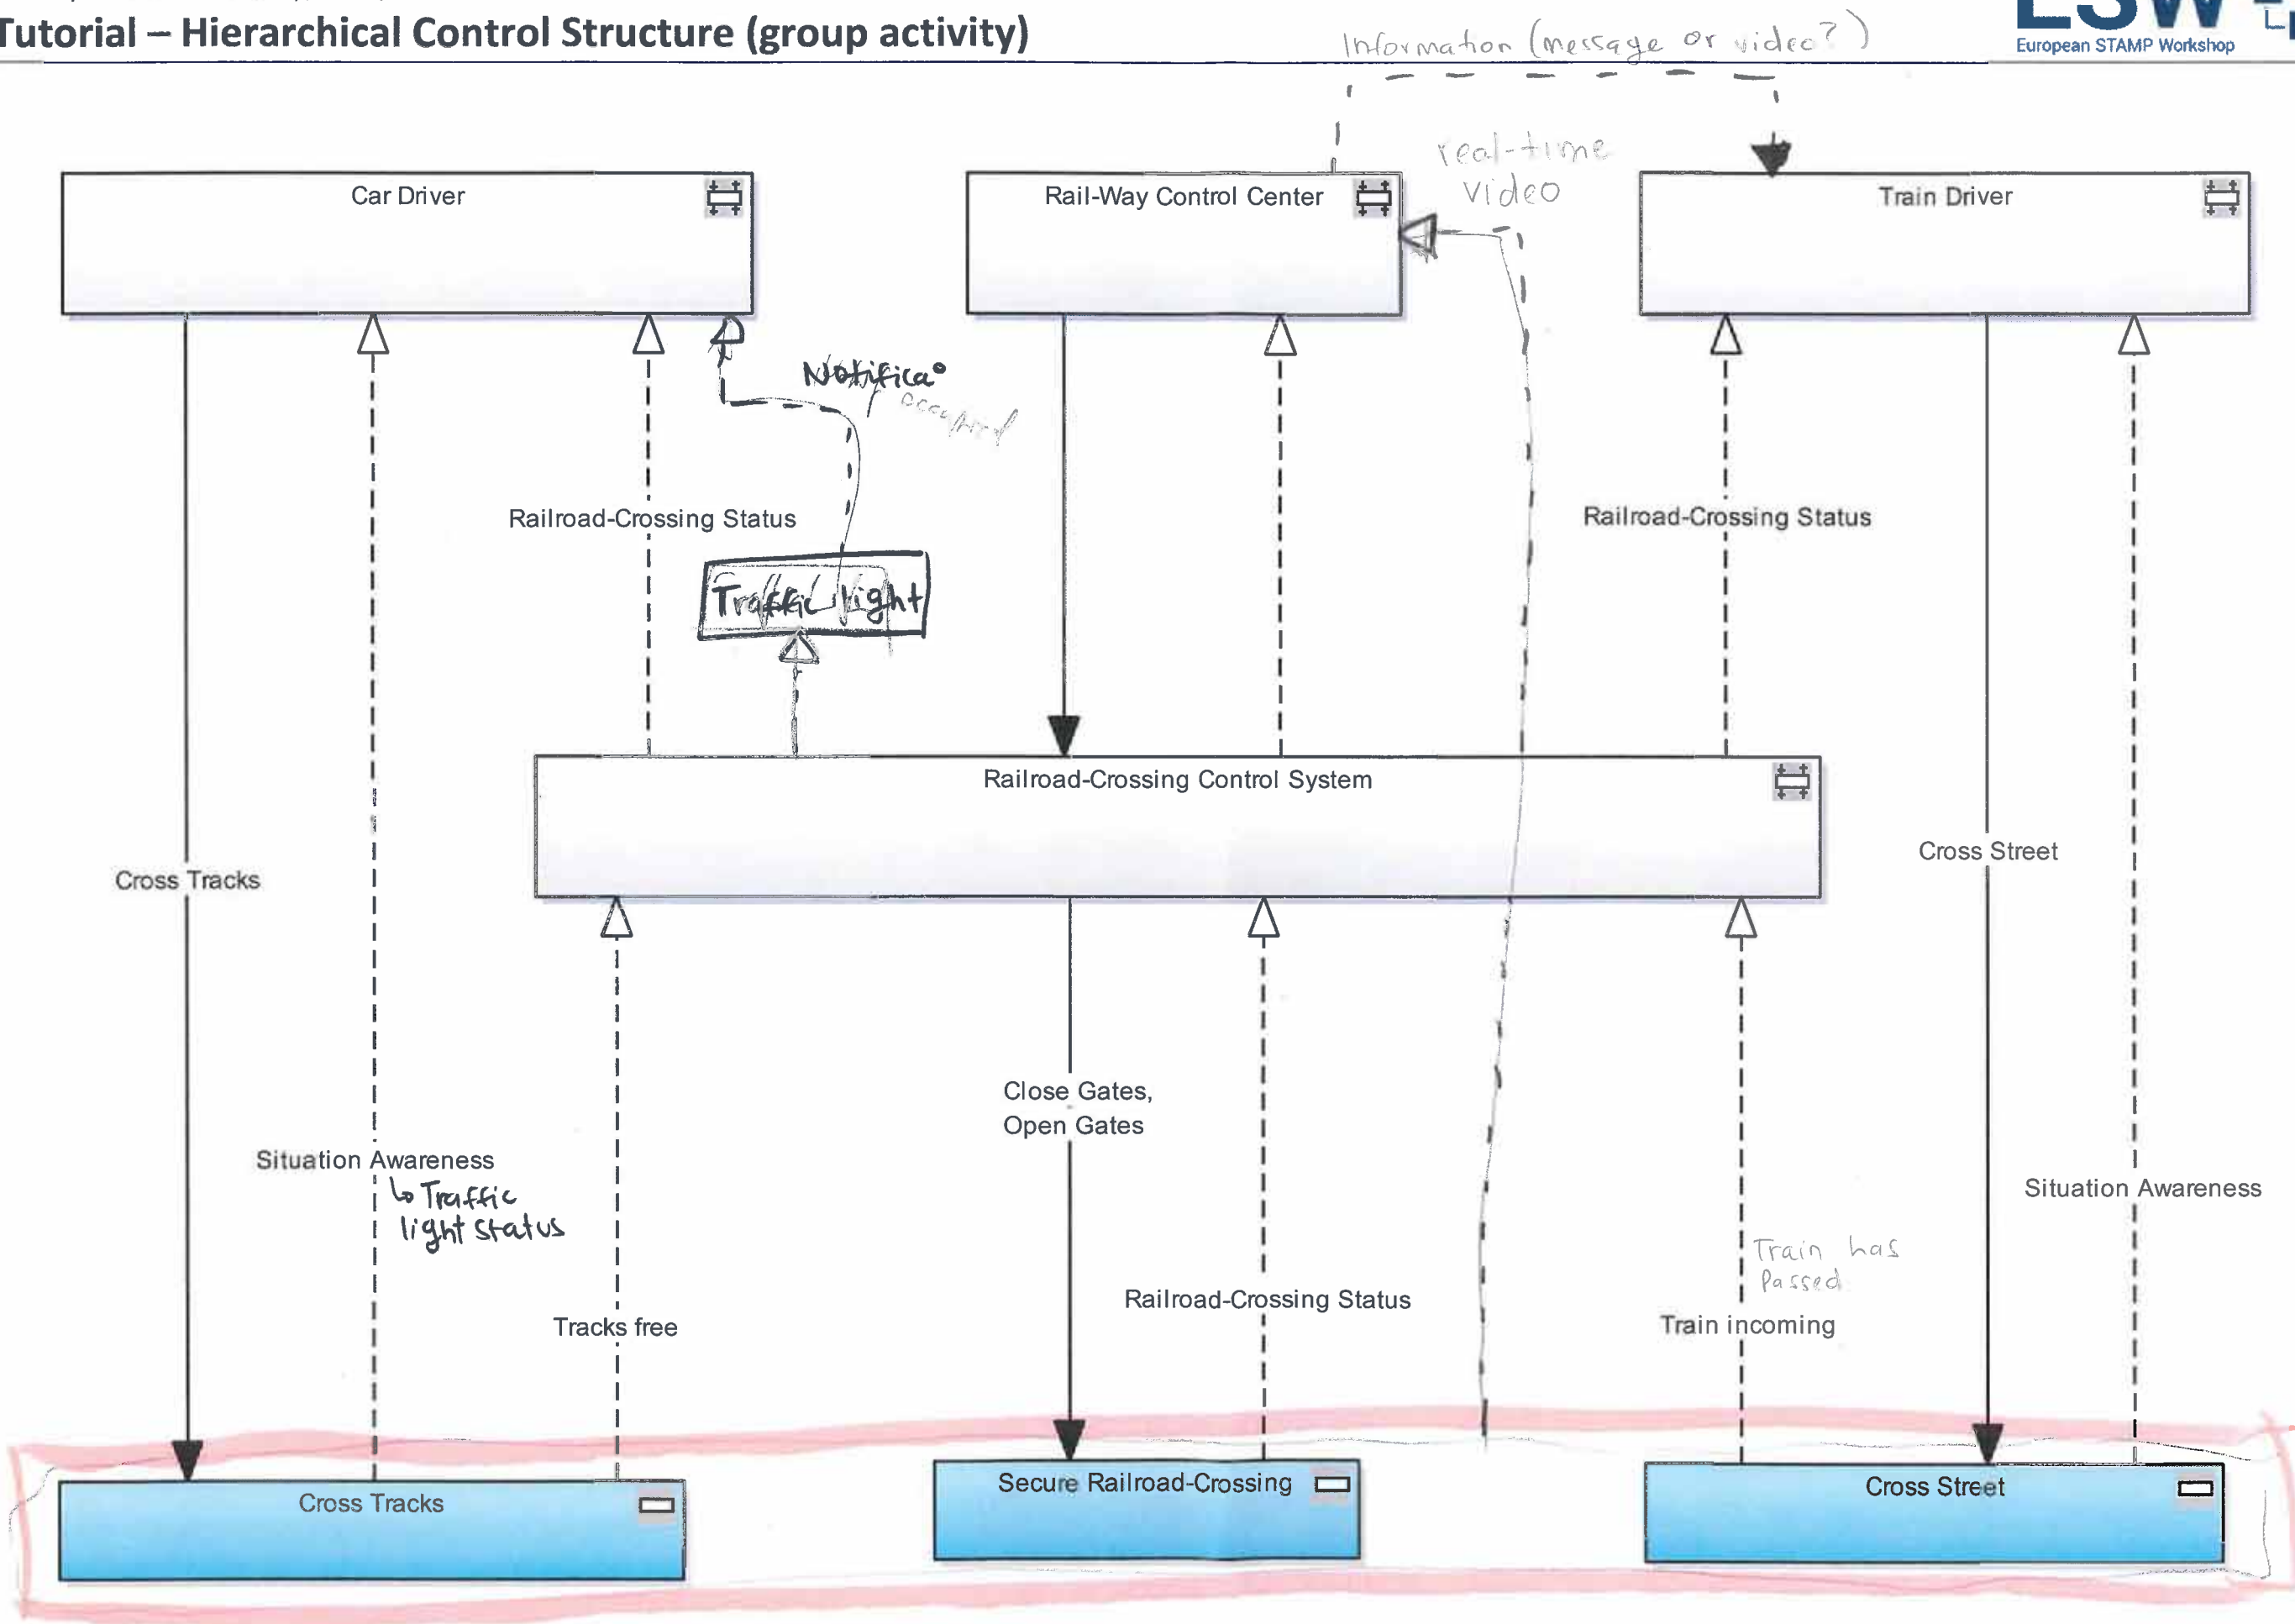 Tutorial – Hierarchical Control Structure (group activity)
ESW
European STAMP Workshop
Information (message or video?)
real-time
video
Car Driver
Rail-Way Control Center
Train Driver
Notificaº
occupied
Railroad-Crossing Status
Railroad-Crossing Status
Traffic light
Railroad-Crossing Control System
Cross Tracks
Cross Street
Close Gates,
Open Gates
Situation Awareness
↳ Traffic
light status
Situation Awareness
Train has
Passed
Railroad-Crossing Status
Tracks free
Train incoming
Cross Tracks
Secure Railroad-Crossing
Cross Street